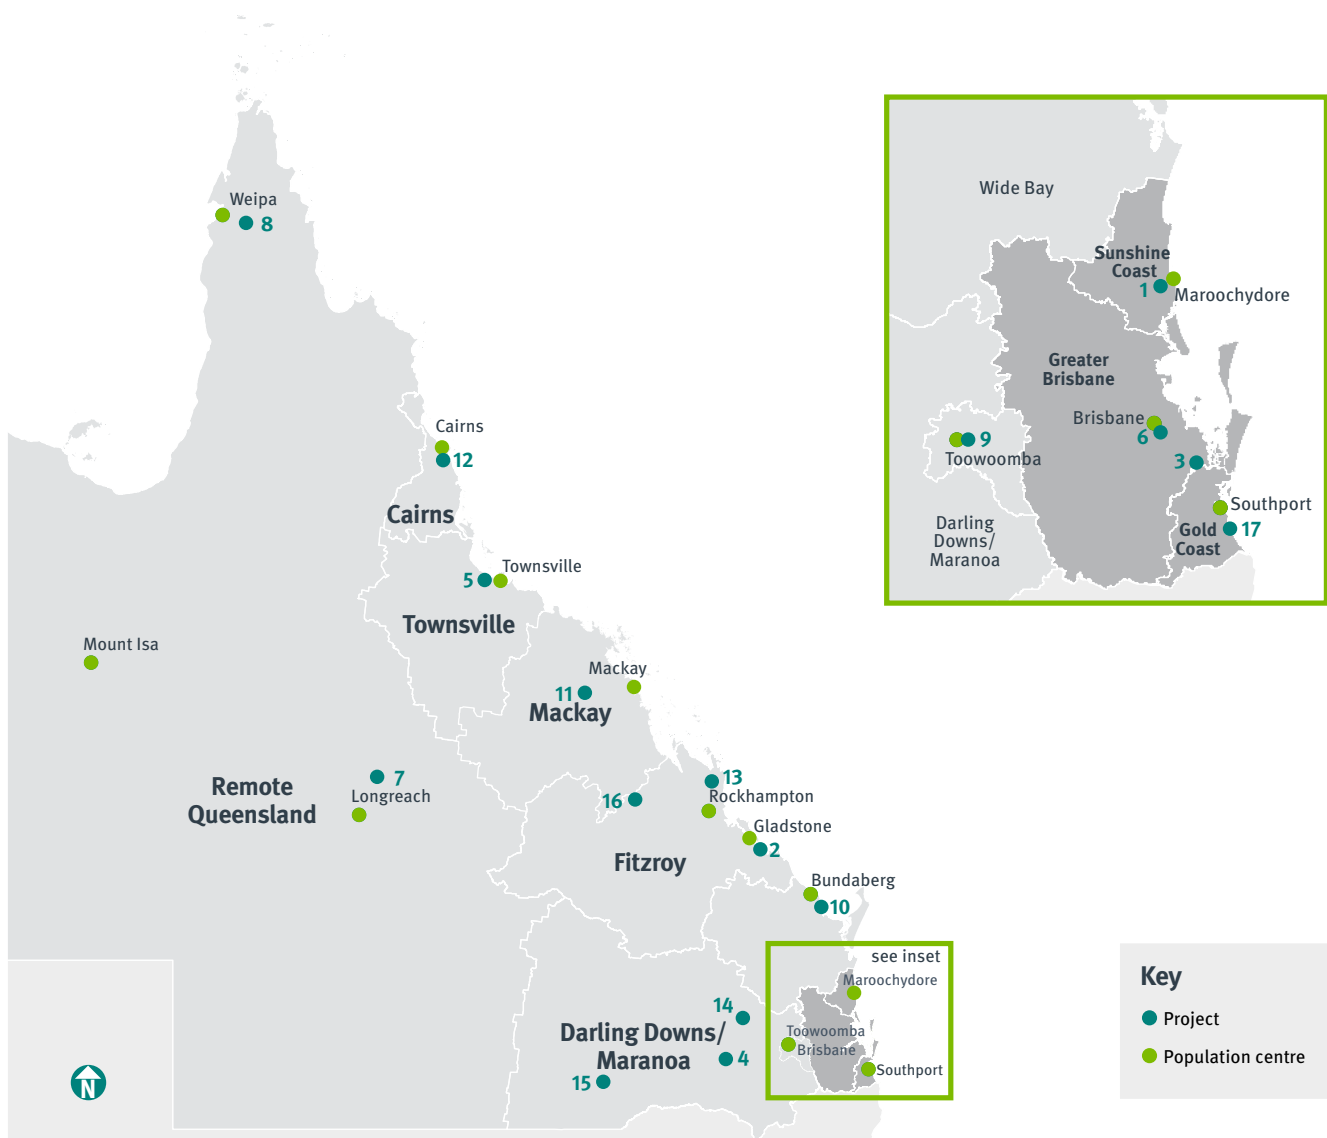 Weipa
8
Cairns
12
Cairns
5
Townsville
Townsville
Mount Isa
Mackay
11
Mackay
7
Longreach
Remote
Queensland
13
16
Rockhampton
Gladstone
2
Fitzroy
Bundaberg
10
see inset
Maroochydore
14
Toowoomba
Brisbane
Darling Downs/
Maranoa
4
15
Southport
N
Wide Bay
Sunshine
Coast
1
Maroochydore
Greater
Brisbane
Brisbane
6
9
Toowoomba
3
Southport
17
Gold
Coast
Darling
Downs/
Maranoa
Key
Project
Population centre